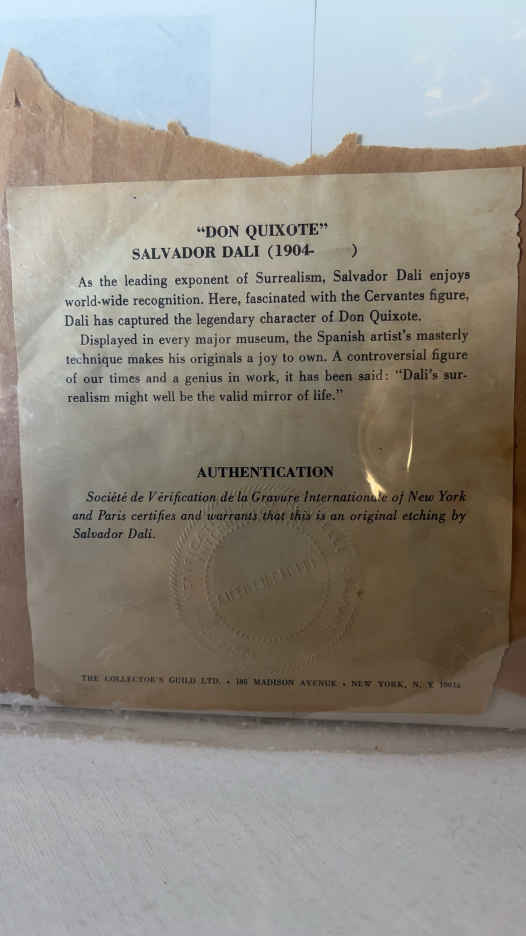 “DON QUIXOTE”
SALVADOR DALI (1904- )
As the leading exponent of Surrealism, Salvador Dali enjoys
world-wide recognition. Here, fascinated with the Cervantes figure,
Dali has captured the legendary character of Don Quixote.
Displayed in every major museum, the Spanish artist's masterly
technique makes his originals a joy to own. A controversial figure
of our times and a genius in work, it has been said: “Dali's sur-
realism might well be the valid mirror of life.”
AUTHENTICATION
Société de Vérification de la Gravure Internationale of New York
and Paris certifies and warrants that this is an original etching by
Salvador Dali.
THE COLLECTOR'S GUILD LTD. • 185 MADISON AVENUE • NEW YORK, N. Y.